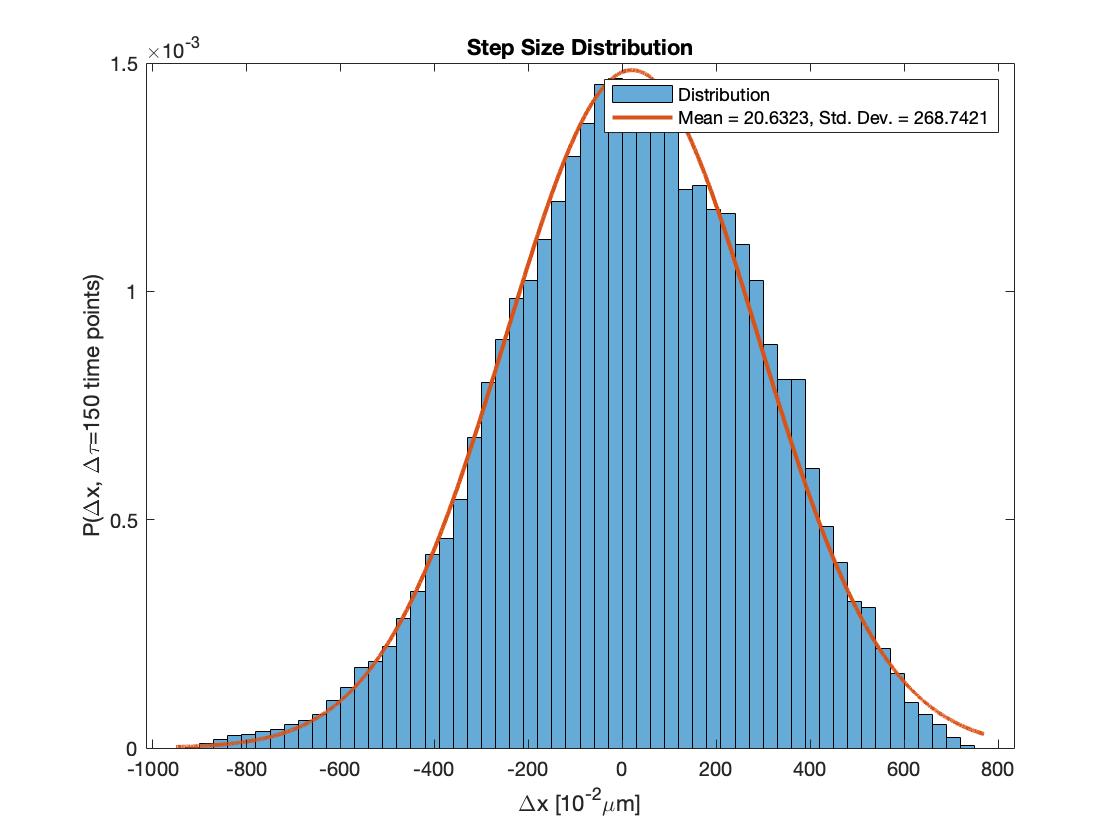 Step Size Distribution
×10⁻³
1.5
1
0.5
0
P(Δx, Δτ=150 time points)
Distribution
Mean = 20.6323, Std. Dev. = 268.7421
-1000 -800 -600 -400 -200 0 200 400 600 800
Δx [10⁻²μm]